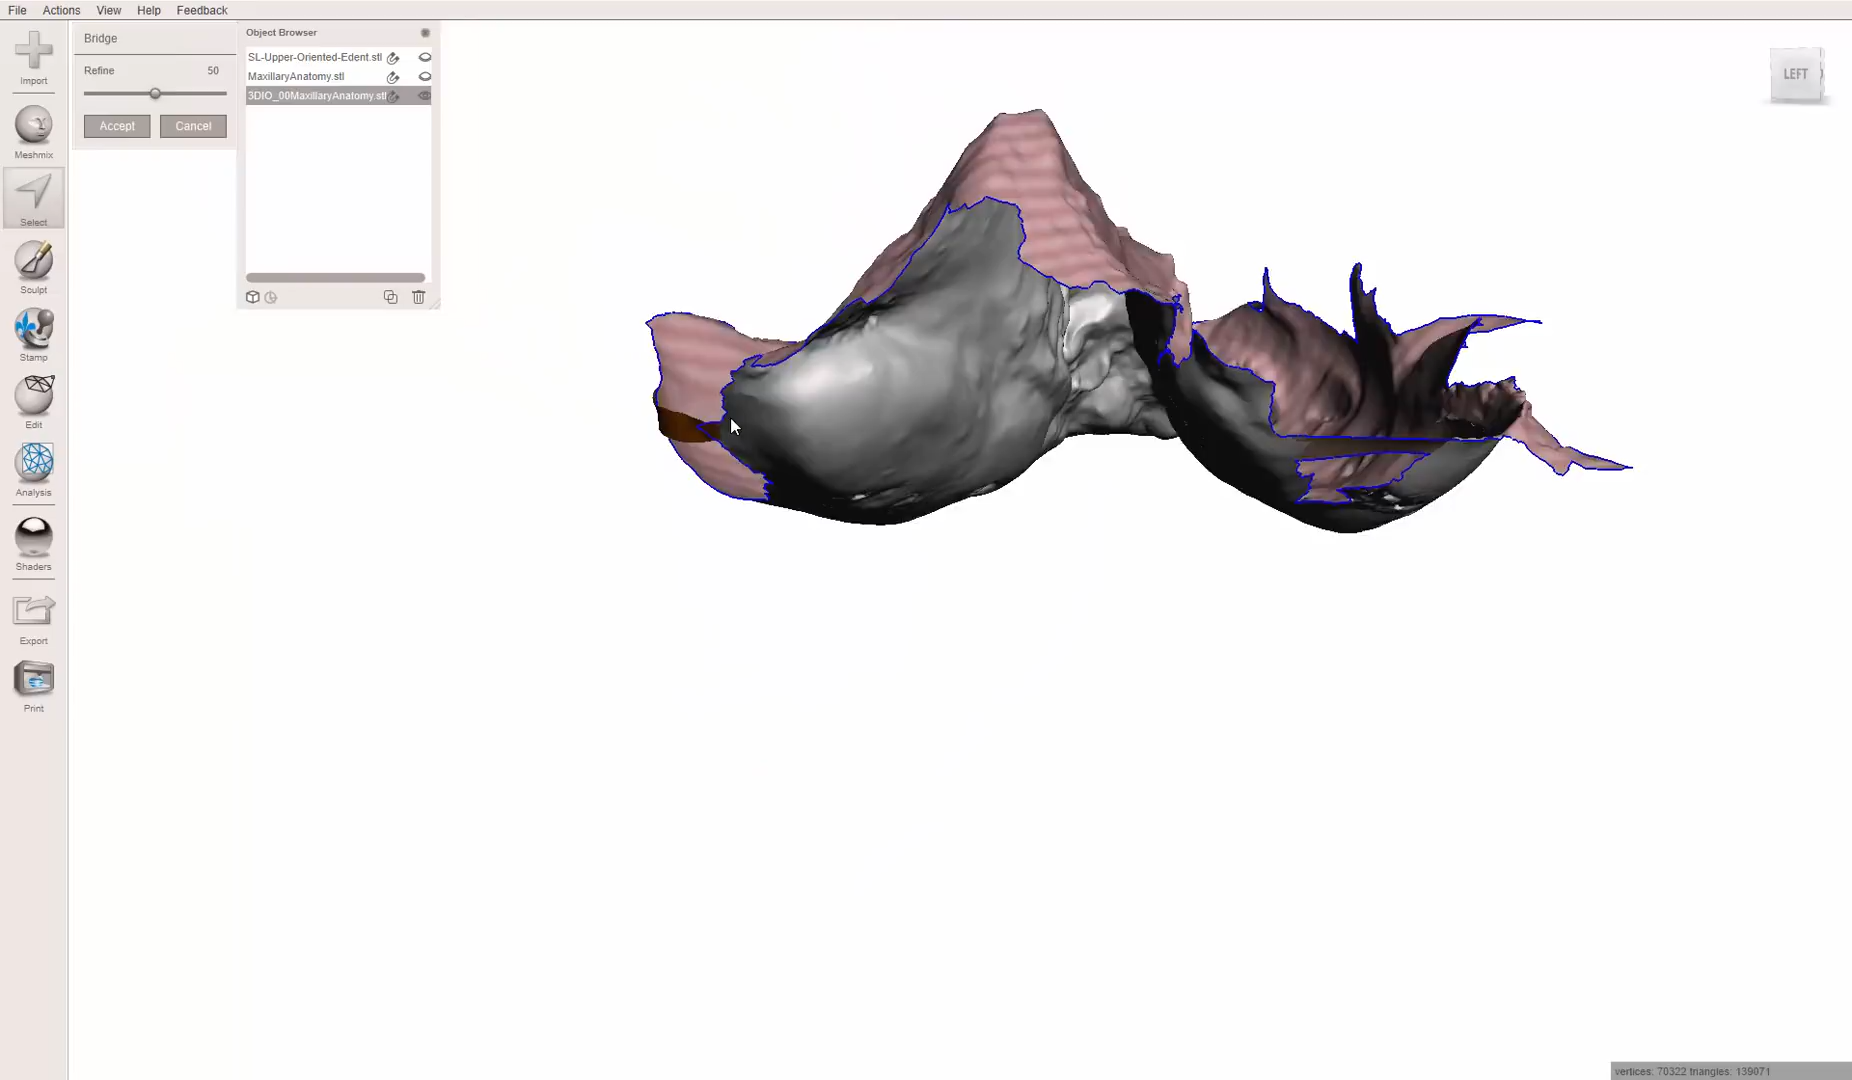 File Actions View Help Feedback
Import
Meshmix
Select
Sculpt
Stamp
Edit
Analysis
Shaders
Export
Print
Bridge
Refine 50
Accept Cancel
Object Browser
SL-Upper-Oriented-Edent.stl
MaxillaryAnatomy.stl
3DIO_00MaxillaryAnatomy.stl
LEFT
vertices: 70322 triangles: 139071